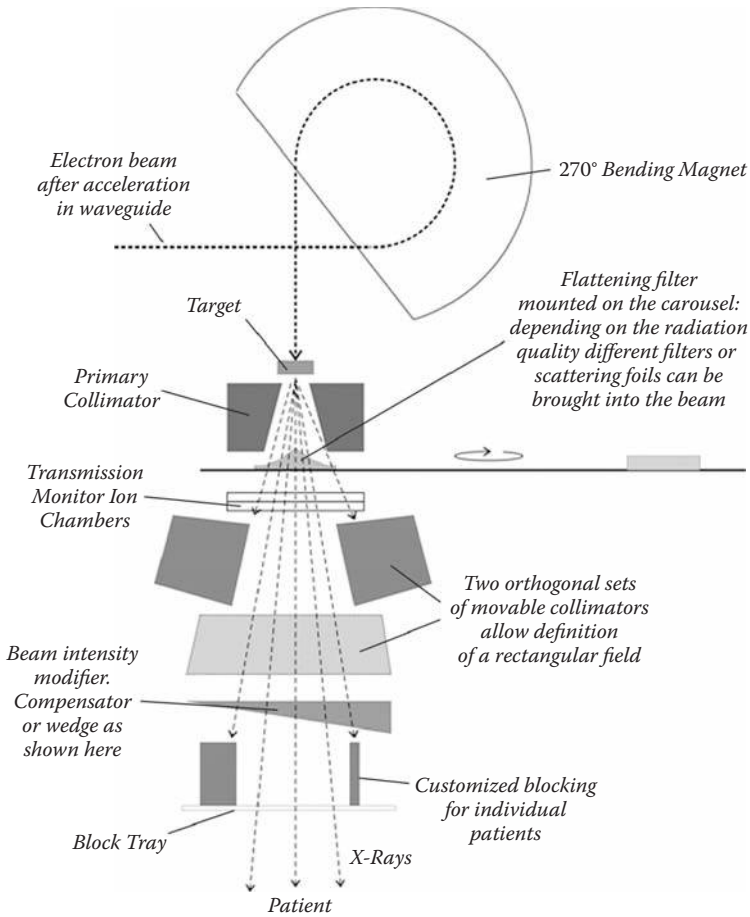 Electron beam
after acceleration
in waveguide
270° Bending Magnet
Flattening filter
mounted on the carousel:
depending on the radiation
quality different filters or
scattering foils can be
brought into the beam
Target
Primary
Collimator
Transmission
Monitor Ion
Chambers
Two orthogonal sets
of movable collimators
allow definition
of a rectangular field
Beam intensity
modifier.
Compensator
or wedge as
shown here
Customized blocking
for individual
patients
Block Tray
X-Rays
Patient